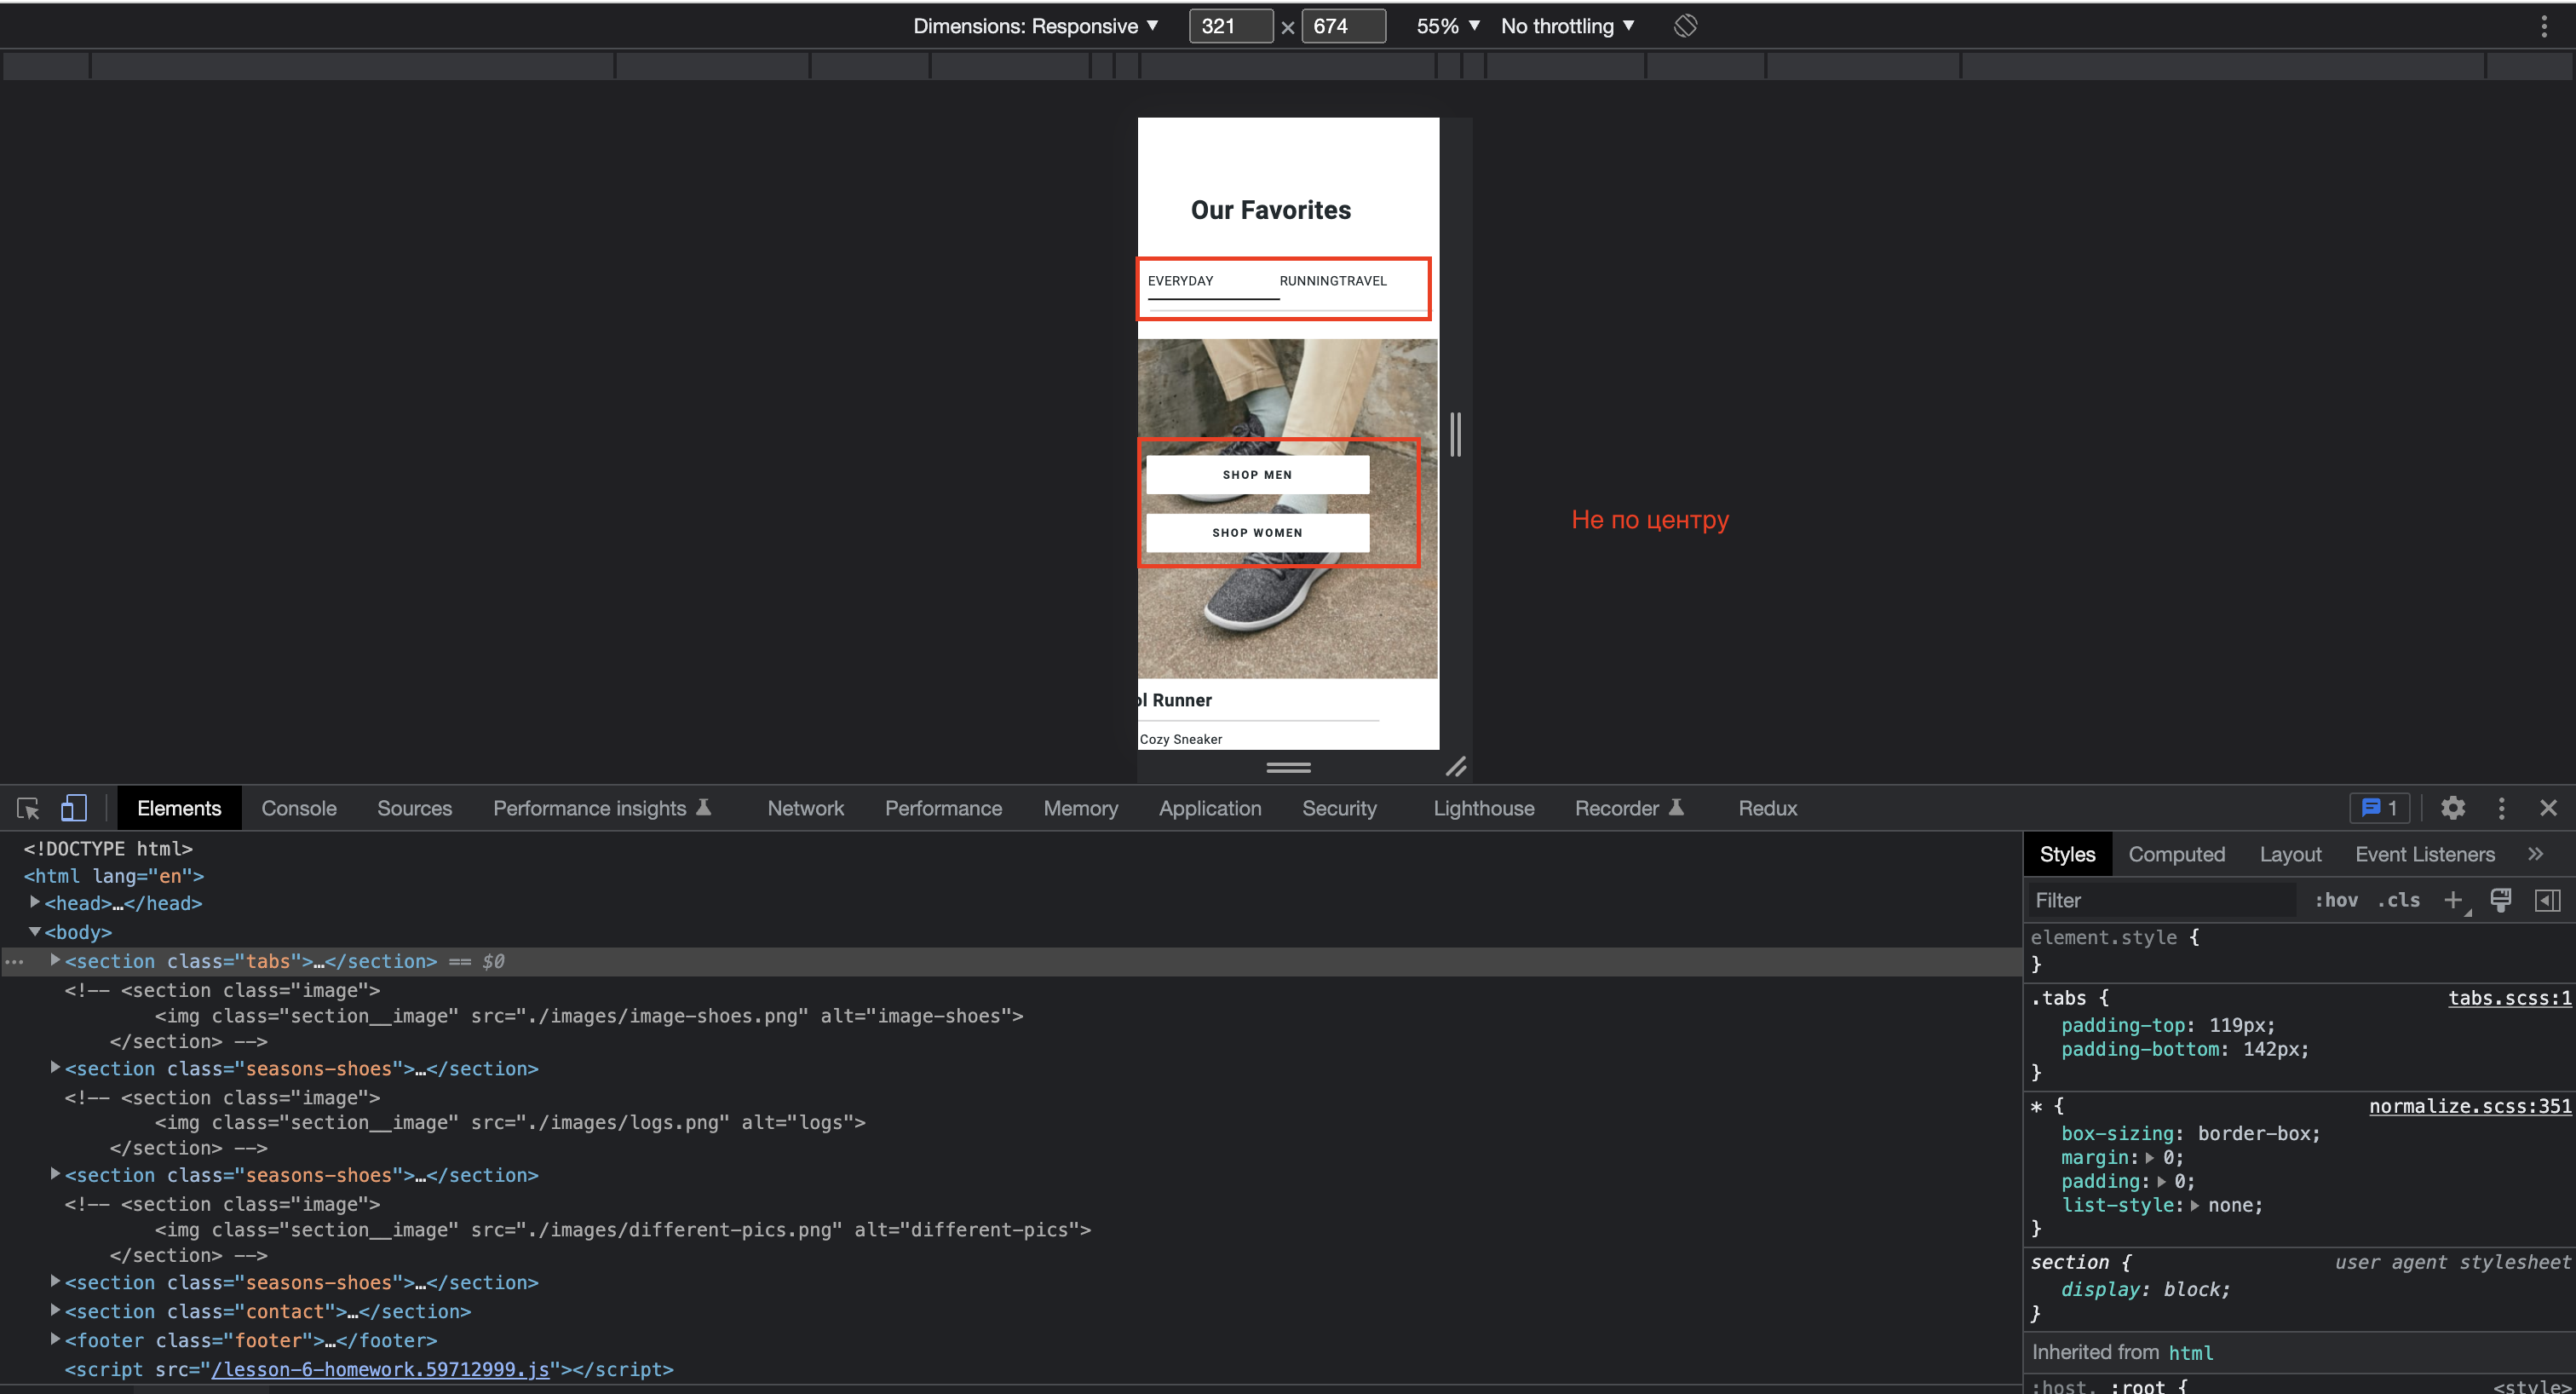 Dimensions: Responsive ▼ 321 × 674 55% ▼ No throttling ▼
Our Favorites
EVERYDAY RUNNINGTRAVEL
SHOP MEN
SHOP WOMEN
Не по центру
ol Runner
Cozy Sneaker
Elements Console Sources Performance insights Network Performance Memory Application Security Lighthouse Recorder Redux 1
<!DOCTYPE html>
<html lang="en">
▶<head>…</head>
▼<body>
… ▶<section class="tabs">…</section> == $0
<!-- <section class="image">
<img class="section__image" src="./images/image-shoes.png" alt="image-shoes">
</section> -->
▶<section class="seasons-shoes">…</section>
<!-- <section class="image">
<img class="section__image" src="./images/logs.png" alt="logs">
</section> -->
▶<section class="seasons-shoes">…</section>
<!-- <section class="image">
<img class="section__image" src="./images/different-pics.png" alt="different-pics">
</section> -->
▶<section class="seasons-shoes">…</section>
▶<section class="contact">…</section>
▶<footer class="footer">…</footer>
<script src="/lesson-6-homework.59712999.js"></script>
Styles Computed Layout Event Listeners »
Filter :hov .cls +
element.style {
}
.tabs { tabs.scss:1
padding-top: 119px;
padding-bottom: 142px;
}
* { normalize.scss:351
box-sizing: border-box;
margin:▶ 0;
padding:▶ 0;
list-style:▶ none;
}
section { user agent stylesheet
display: block;
}
Inherited from html
:host, :root { <style>